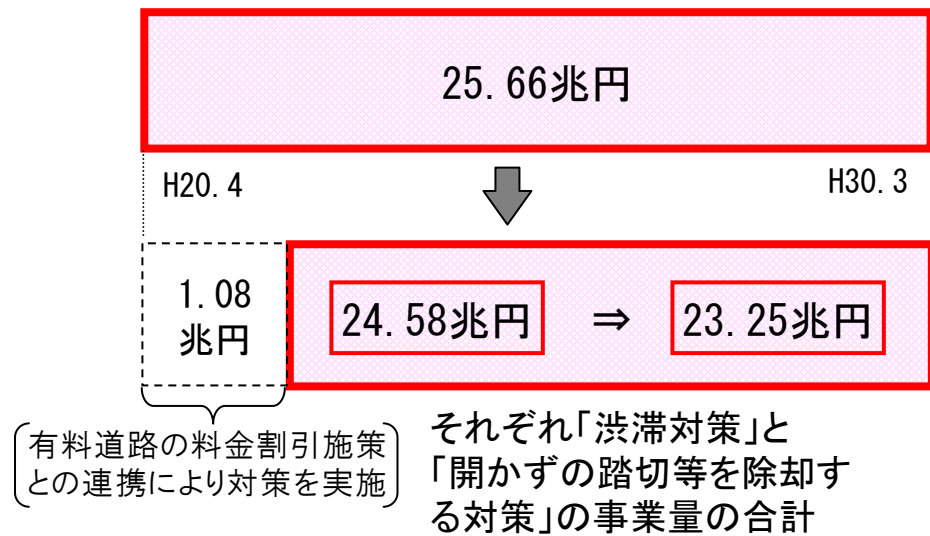 25.66兆円
H20.4
H30.3
1.08
兆円
24.58兆円 ⇒ 23.25兆円
有料道路の料金割引施策
との連携により対策を実施
それぞれ「渋滞対策」と
「開かずの踏切等を除却す
る対策」の事業量の合計